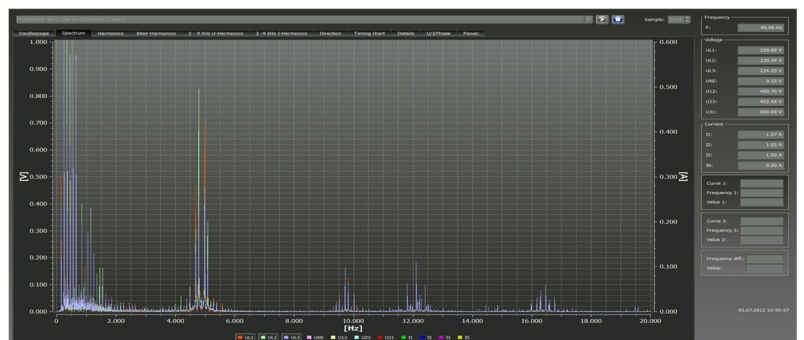 Sample:
Oscilloscope Spectrum Harmonics Inter-Harmonics 2 - 9 kHz U-Harmonics 2 -9 kHz I-Harmonics Direction Timing chart Details U/I/Phase Power
Frequency
F: 49.98 Hz
Voltage
UL1: 229.89 V
UL2: V
UL3: 234.25 V
UNE: 0.23 V
U12: 400.70 V
U23: 402.48 V
U31: 400.99 V
Current
I1: 1.57 A
I2: 1.52 A
I3: 1.50 A
IN: 0.20 A
Curve 1:
Frequency 1:
Value 1:
Curve 2:
Frequency 2:
Value 2:
Frequency diff.:
Value:
05.07.2012 10:50:57
[V]
1.000
0.900
0.800
0.700
0.600
0.500
0.400
0.300
0.200
0.100
0.000
[A]
0.600
0.500
0.400
0.300
0.200
0.100
0.000
0 2.000 4.000 6.000 8.000 10.000 12.000 14.000 16.000 18.000 20.000
[Hz]
UL1 UL2 UL3 UNE U12 U23 U31 I1 I2 I3 IN